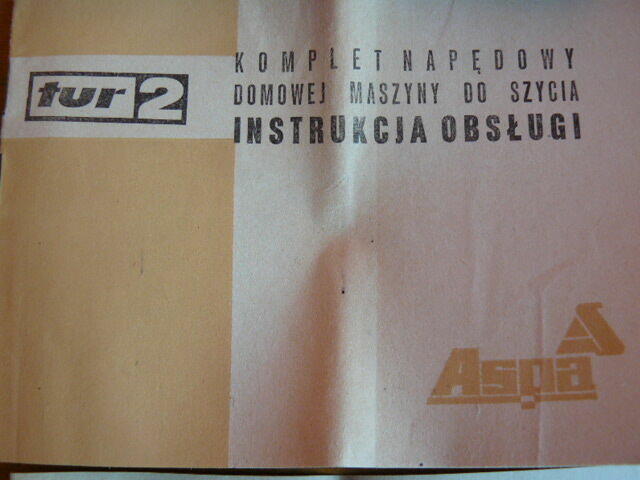 tur 2
KOMPLET NAPĘDOWY
DOMOWEJ MASZYNY DO SZYCIA
INSTRUKCJA OBSŁUGI
Aspa